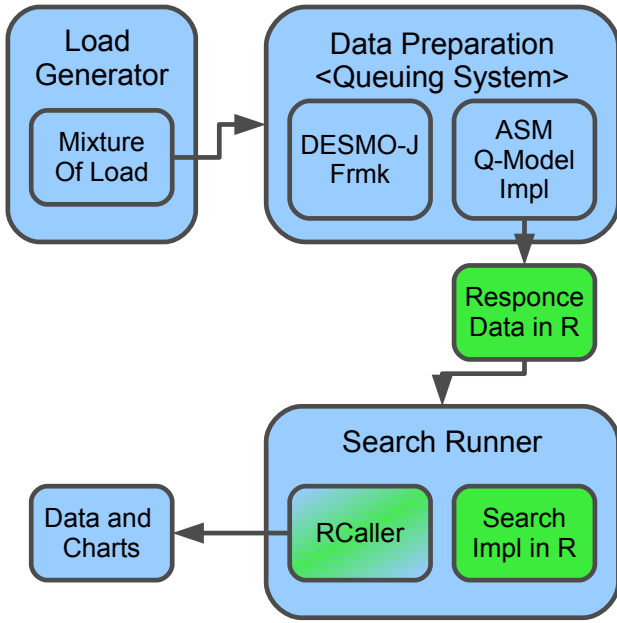 Load
Generator
Mixture
Of Load
Data Preparation
<Queuing System>
DESMO-J
Frmk
ASM
Q-Model
Impl
Responce
Data in R
Search Runner
RCaller
Search
Impl in R
Data and
Charts